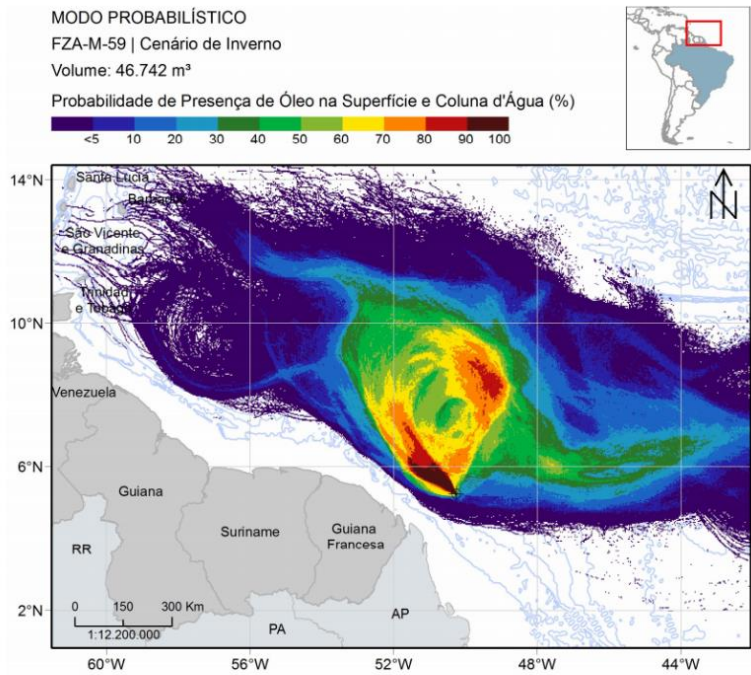 MODO PROBABILÍSTICO
FZA-M-59 | Cenário de Inverno
Volume: 46.742 m³
Probabilidade de Presença de Óleo na Superfície e Coluna d'Água (%)
<5 10 20 30 40 50 60 70 80 90 100
14°N
Santa Lucia
Barbados
São Vicente
e Granadinas
Trinidad
e Tobago
10°N
Venezuela
6°N
Guiana
Suriname
Guiana
Francesa
RR
2°N
0 150 300 Km
1:12.200.000
PA
AP
60°W 56°W 52°W 48°W 44°W
N